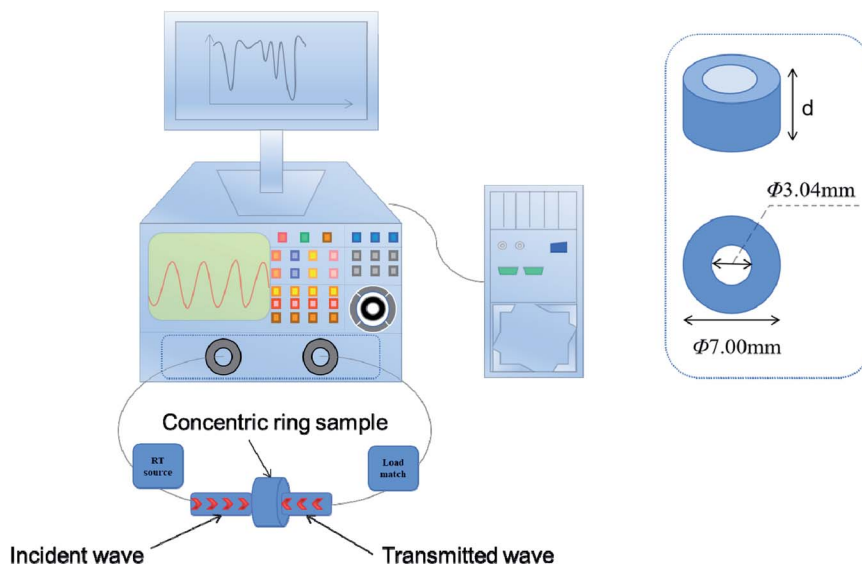 d
Φ3.04mm
Φ7.00mm
Concentric ring sample
RT
source
Load
match
Incident wave
Transmitted wave